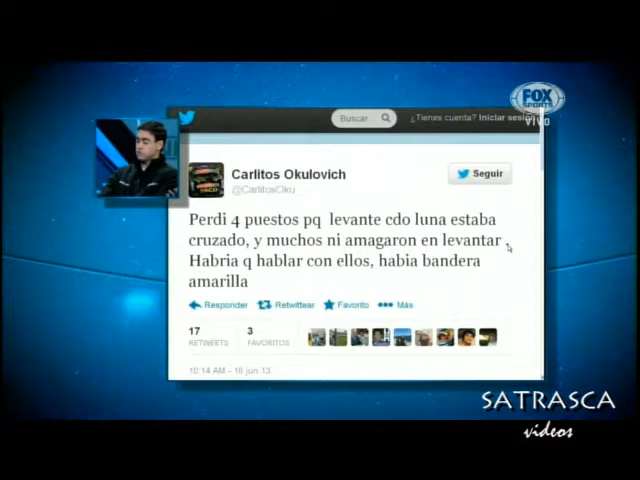 FOX
SPORTS
VIVO
Buscar
¿Tienes cuenta? Iniciar sesión
Carlitos Okulovich
@CarlitosOku
Seguir
Perdi 4 puestos pq levante cdo luna estaba
cruzado, y muchos ni amagaron en levantar .
Habria q hablar con ellos, habia bandera
amarilla
Responder
Retwittear
Favorito
Más
17
RETWEETS
3
FAVORITOS
10:14 AM - 16 jun 13
SATRASCA
videos